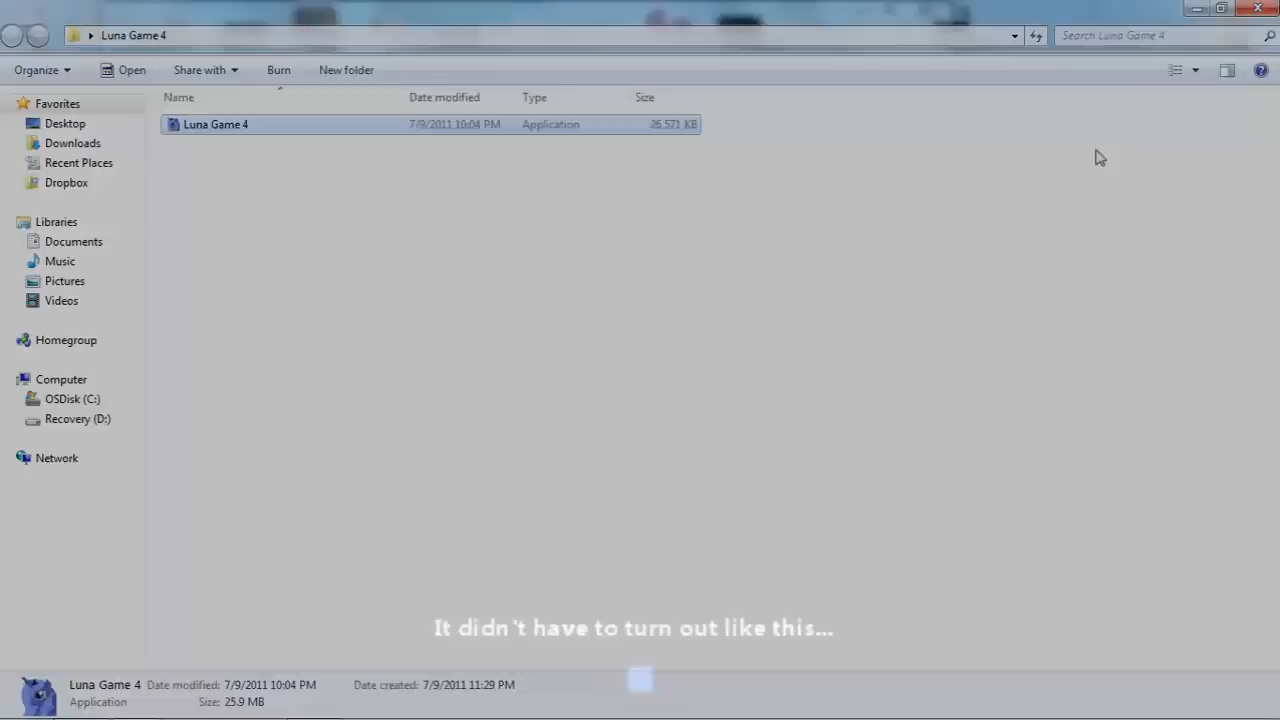 Luna Game 4
Search Luna Game 4
Organize Open Share with Burn New folder
Name Date modified Type Size
Luna Game 4 7/9/2011 10:04 PM Application 26,571 KB
Favorites
Desktop
Downloads
Recent Places
Dropbox
Libraries
Documents
Music
Pictures
Videos
Homegroup
Computer
OSDisk (C:)
Recovery (D:)
Network
It didn't have to turn out like this...
Luna Game 4 Date modified: 7/9/2011 10:04 PM Date created: 7/9/2011 11:29 PM
Application Size: 25.9 MB